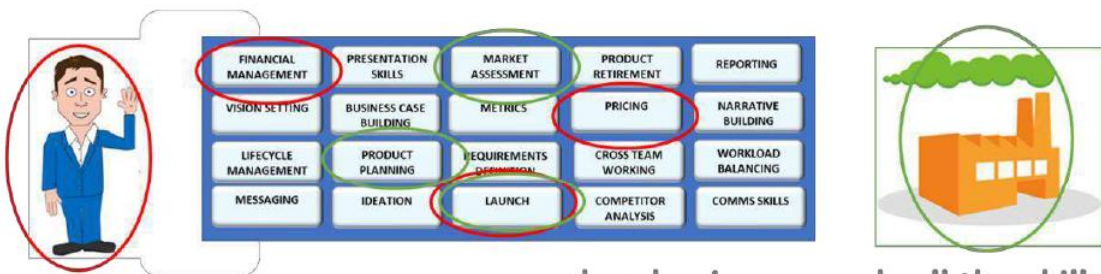 FINANCIAL
MANAGEMENT
PRESENTATION
SKILLS
MARKET
ASSESSMENT
PRODUCT
RETIREMENT
REPORTING
VISION SETTING
BUSINESS CASE
BUILDING
METRICS
PRICING
NARRATIVE
BUILDING
LIFECYCLE
MANAGEMENT
PRODUCT
PLANNING
REQUIREMENTS
DEFINITION
CROSS TEAM
WORKING
WORKLOAD
BALANCING
MESSAGING
IDEATION
LAUNCH
COMPETITOR
ANALYSIS
COMMS SKILLS